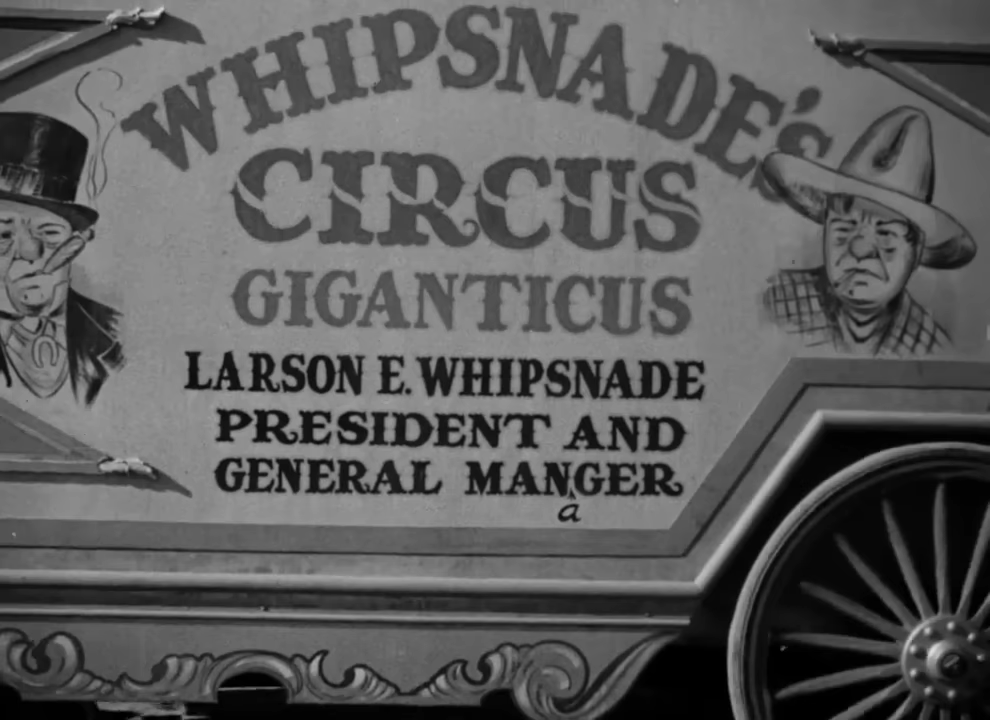 WHIPSNADE'S
CIRCUS
GIGANTICUS
LARSON E. WHIPSNADE
PRESIDENT AND
GENERAL MANGER
a